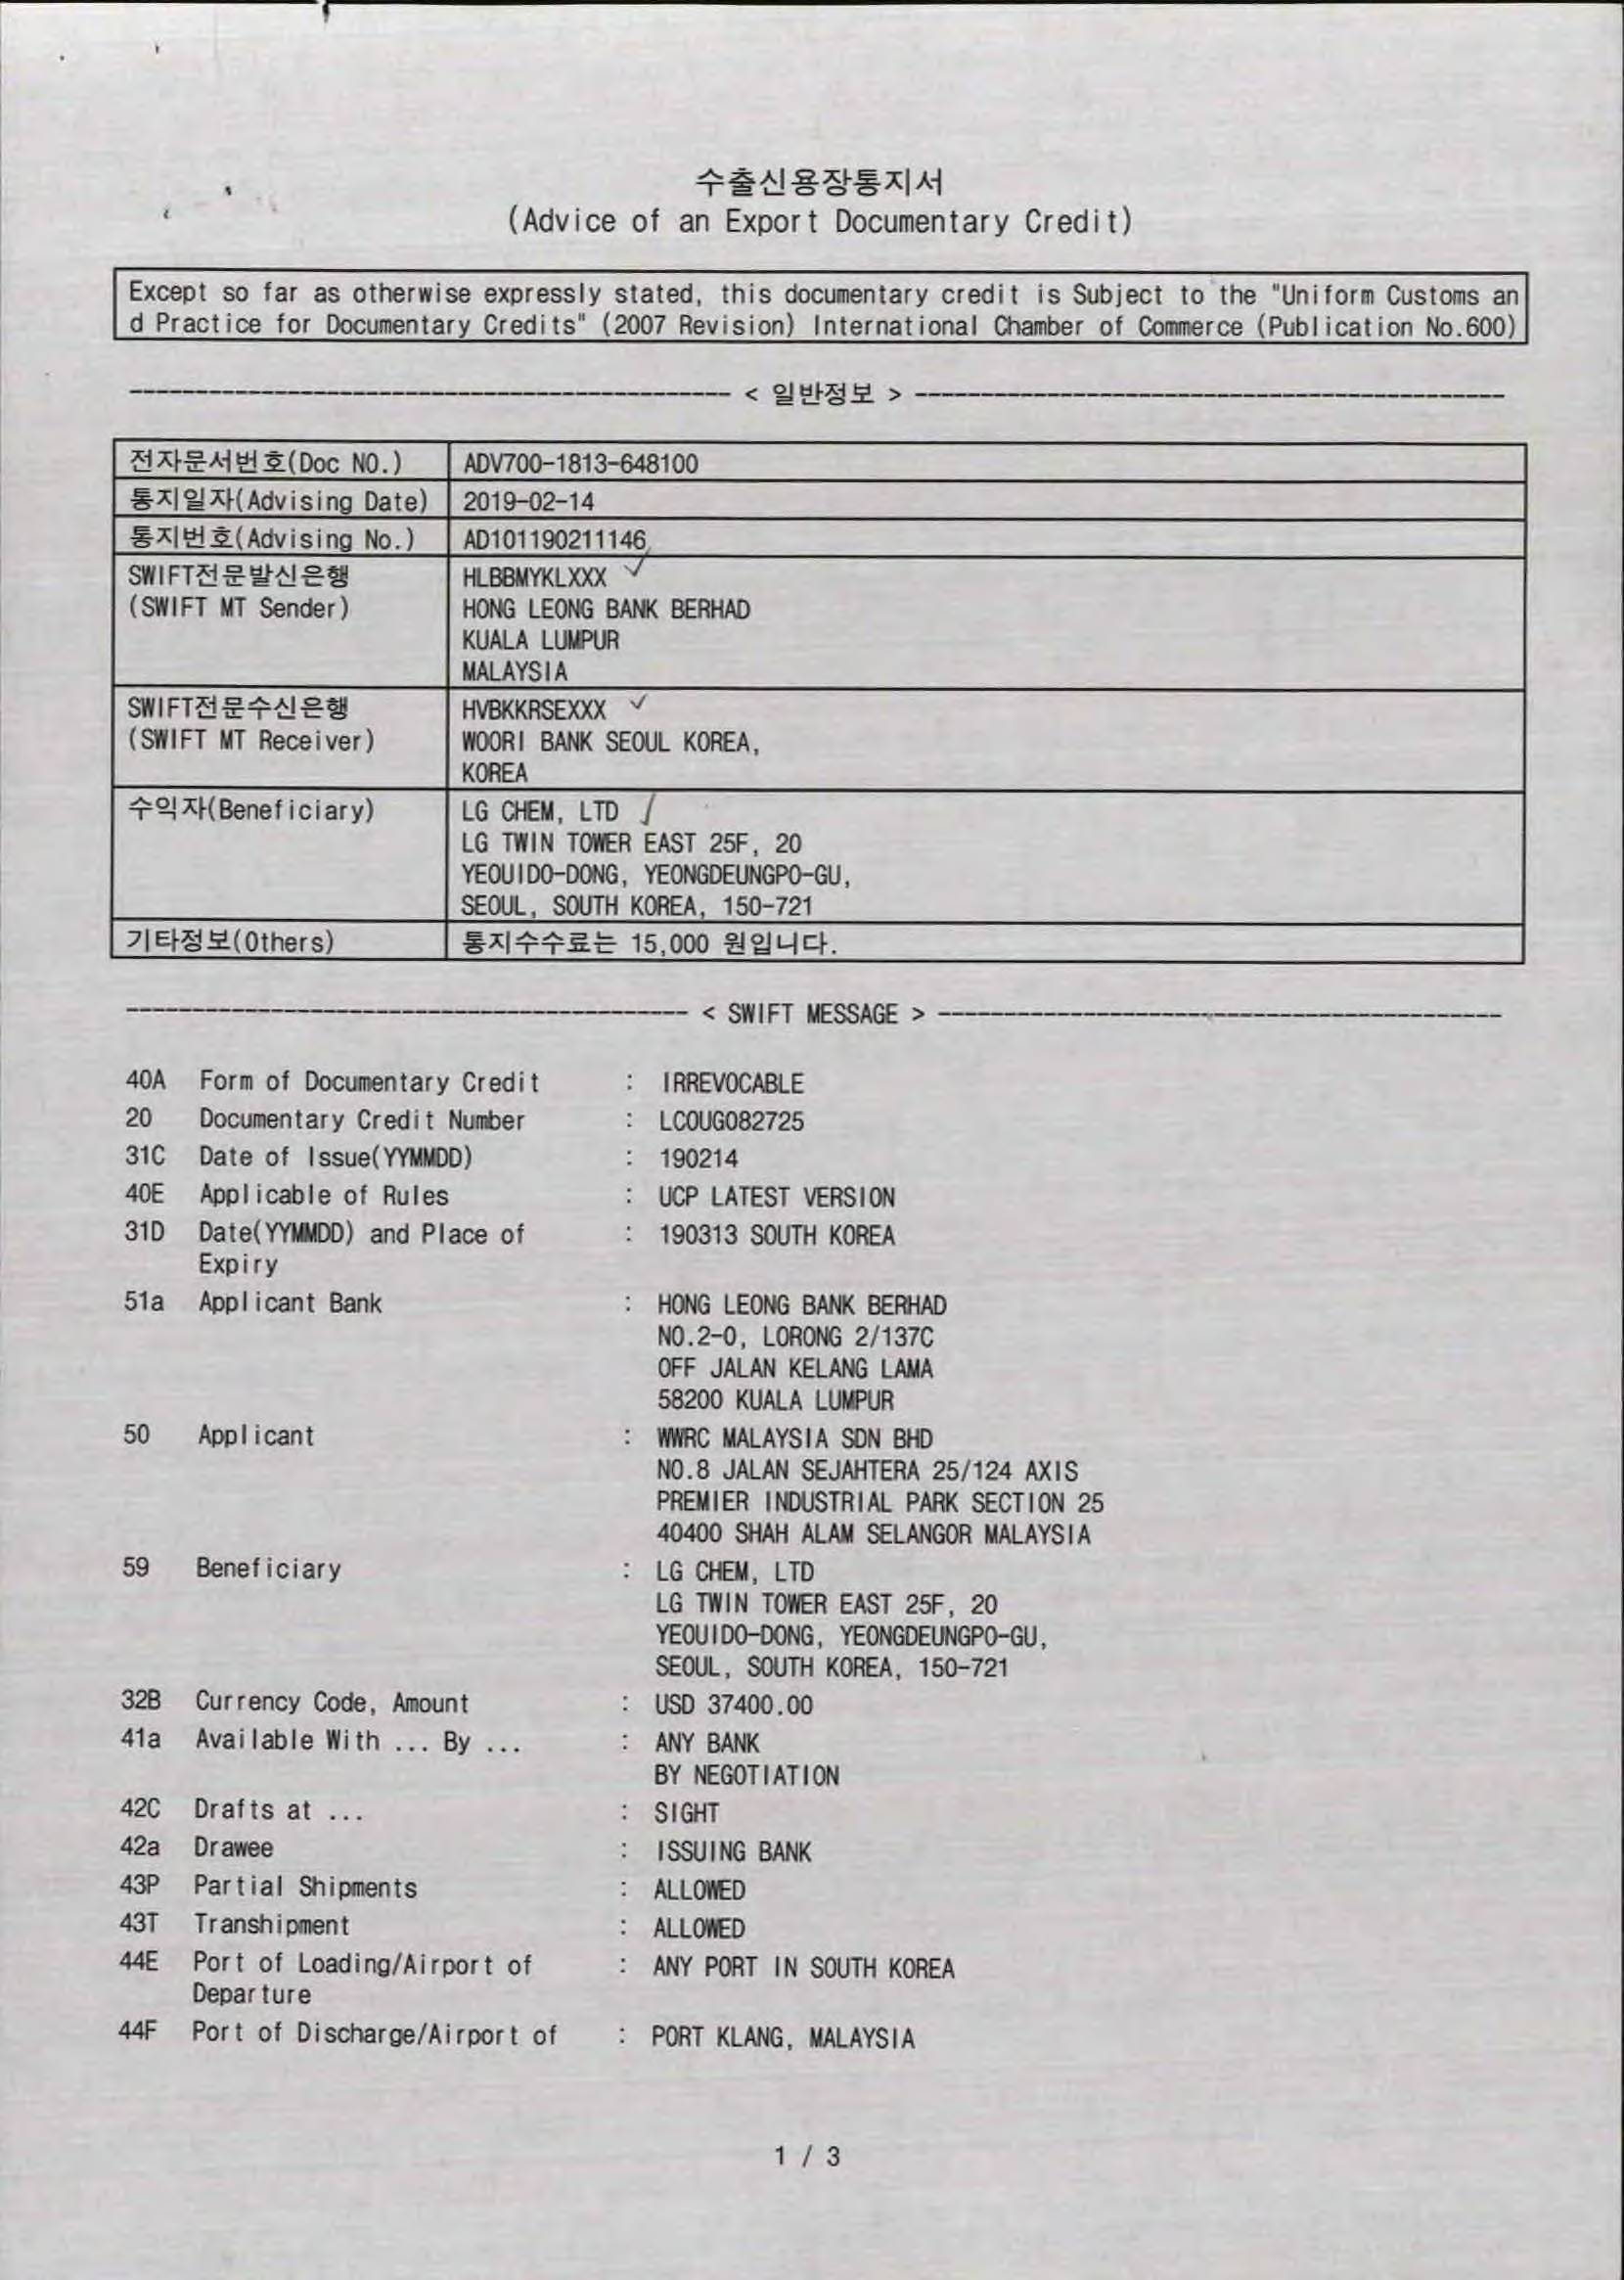 수출신용장통지서
(Advice of an Export Documentary Credit)
Except so far as otherwise expressly stated, this documentary credit is Subject to the "Uniform Customs an
d Practice for Documentary Credits" (2007 Revision) International Chamber of Commerce (Publication No.600)
< 일반정보 >
전자문서번호(Doc NO.) ADV700-1813-648100
통지일자(Advising Date) 2019-02-14
통지번호(Advising No.) AD101190211146
SWIFT전문발신은행 HLBBMYKLXXX
(SWIFT MT Sender) HONG LEONG BANK BERHAD
KUALA LUMPUR
MALAYSIA
SWIFT전문수신은행 HVBKKRSEXXX
(SWIFT MT Receiver) WOORI BANK SEOUL KOREA,
KOREA
수익자(Beneficiary) LG CHEM, LTD
LG TWIN TOWER EAST 25F, 20
YEOUIDO-DONG, YEONGDEUNGPO-GU,
SEOUL, SOUTH KOREA, 150-721
기타정보(Others) 통지수수료는 15,000 원입니다.
< SWIFT MESSAGE >
40A Form of Documentary Credit : IRREVOCABLE
20 Documentary Credit Number : LCOUG082725
31C Date of Issue(YYMMDD) : 190214
40E Applicable of Rules : UCP LATEST VERSION
31D Date(YYMMDD) and Place of : 190313 SOUTH KOREA
Expiry
51a Applicant Bank : HONG LEONG BANK BERHAD
NO.2-0, LORONG 2/137C
OFF JALAN KELANG LAMA
58200 KUALA LUMPUR
50 Applicant : WWRC MALAYSIA SDN BHD
NO.8 JALAN SEJAHTERA 25/124 AXIS
PREMIER INDUSTRIAL PARK SECTION 25
40400 SHAH ALAM SELANGOR MALAYSIA
59 Beneficiary : LG CHEM, LTD
LG TWIN TOWER EAST 25F, 20
YEOUIDO-DONG, YEONGDEUNGPO-GU,
SEOUL, SOUTH KOREA, 150-721
32B Currency Code, Amount : USD 37400.00
41a Available With ... By ... : ANY BANK
BY NEGOTIATION
42C Drafts at ... : SIGHT
42a Drawee : ISSUING BANK
43P Partial Shipments : ALLOWED
43T Transhipment : ALLOWED
44E Port of Loading/Airport of : ANY PORT IN SOUTH KOREA
Departure
44F Port of Discharge/Airport of : PORT KLANG, MALAYSIA
1 / 3